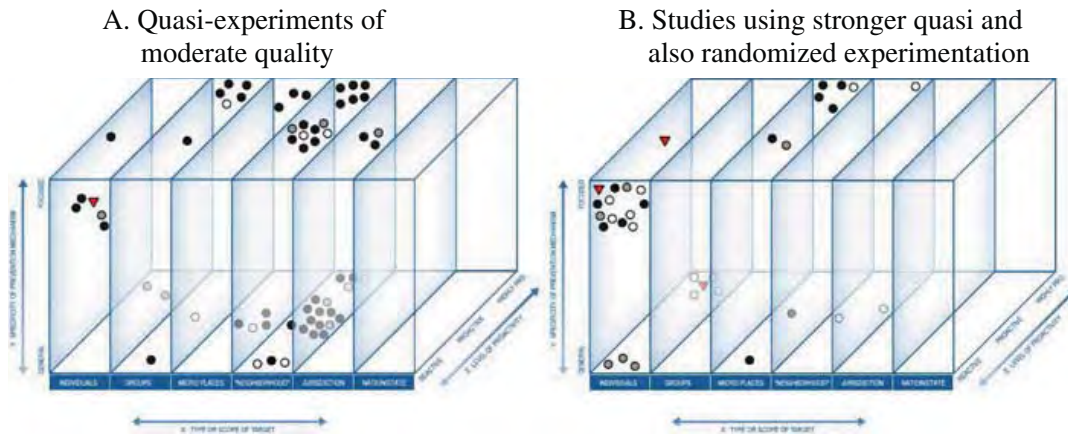 A. Quasi-experiments of
moderate quality
B. Studies using stronger quasi and
also randomized experimentation
FOCUSED
Y: SPECIFICITY OF PREVENTION MECHANISM
GENERAL
INDIVIDUALS GROUPS MICRO PLACES "NEIGHBORHOOD" JURISDICTION NATION/STATE
REACTIVE
PROACTIVE
HIGHLY PRO.
Z: LEVEL OF PROACTIVITY
X: TYPE OR SCOPE OF TARGET
FOCUSED
Y: SPECIFICITY OF PREVENTION MECHANISM
GENERAL
INDIVIDUALS GROUPS MICRO PLACES "NEIGHBORHOOD" JURISDICTION NATION/STATE
REACTIVE
PROACTIVE
HIGHLY PRO.
Z: LEVEL OF PROACTIVITY
X: TYPE OR SCOPE OF TARGET